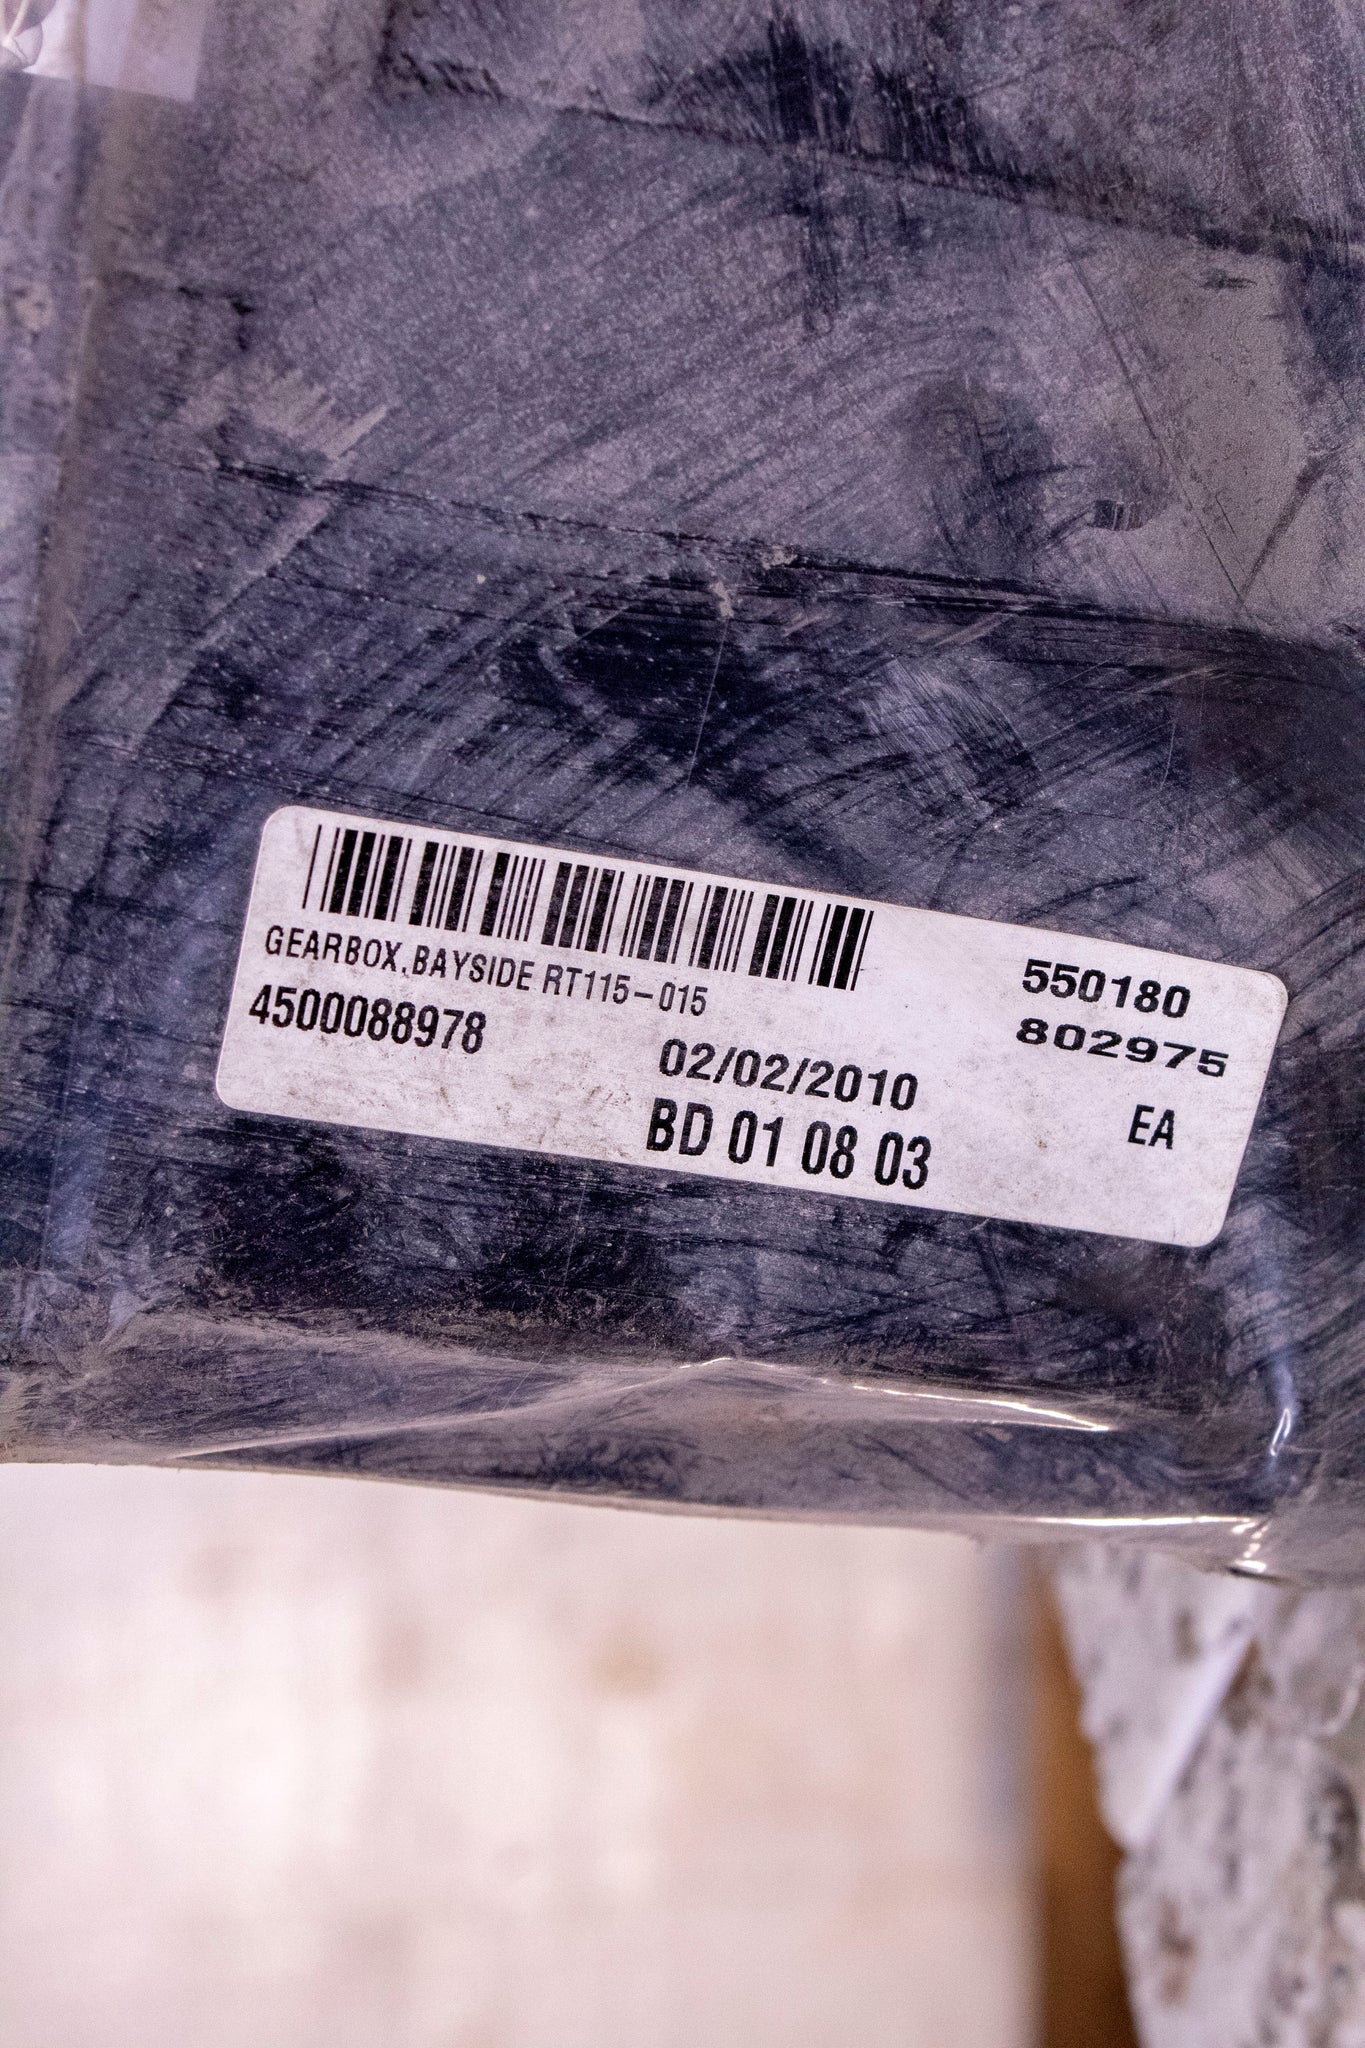 GEARBOX,BAYSIDE RT115-015
550180
4500088978
802975
02/02/2010
EA
BD 01 08 03